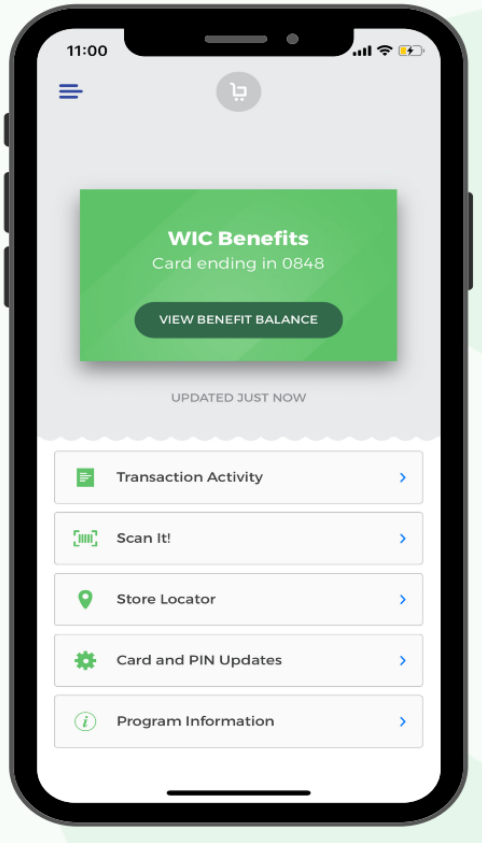 11:00
WIC Benefits
Card ending in 0848
VIEW BENEFIT BALANCE
UPDATED JUST NOW
Transaction Activity
Scan It!
Store Locator
Card and PIN Updates
Program Information